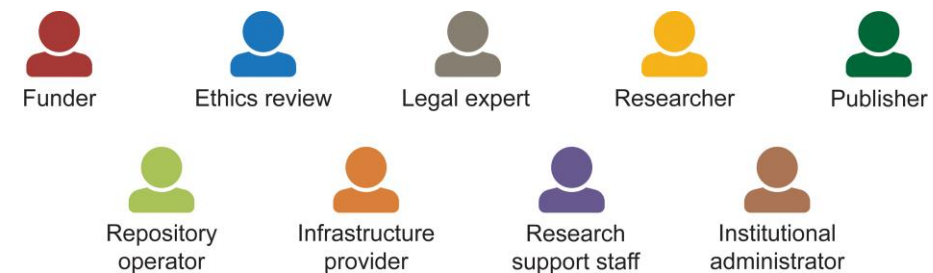 Funder
Ethics review
Legal expert
Researcher
Publisher
Repository
operator
Infrastructure
provider
Research
support staff
Institutional
administrator